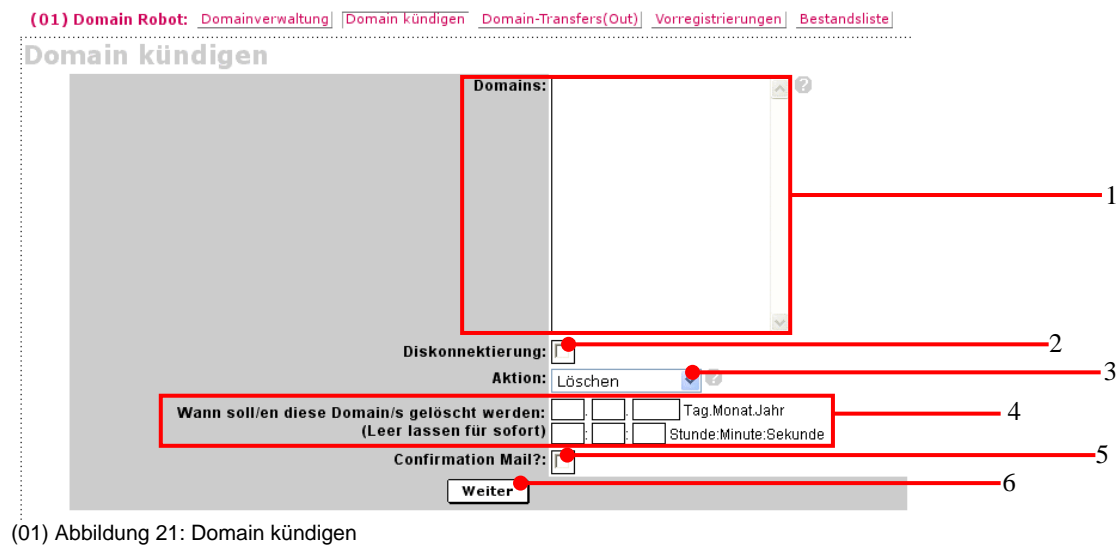 (01) Domain Robot: Domainverwaltung Domain kündigen Domain-Transfers(Out) Vorregistrierungen Bestandsliste
Domain kündigen
Domains: ?
1
Diskonnektierung: 2
Aktion: Löschen ? 3
Wann soll/en diese Domain/s gelöscht werden: . . Tag.Monat.Jahr 4
(Leer lassen für sofort) : : Stunde:Minute:Sekunde
Confirmation Mail?: 5
Weiter 6
(01) Abbildung 21: Domain kündigen